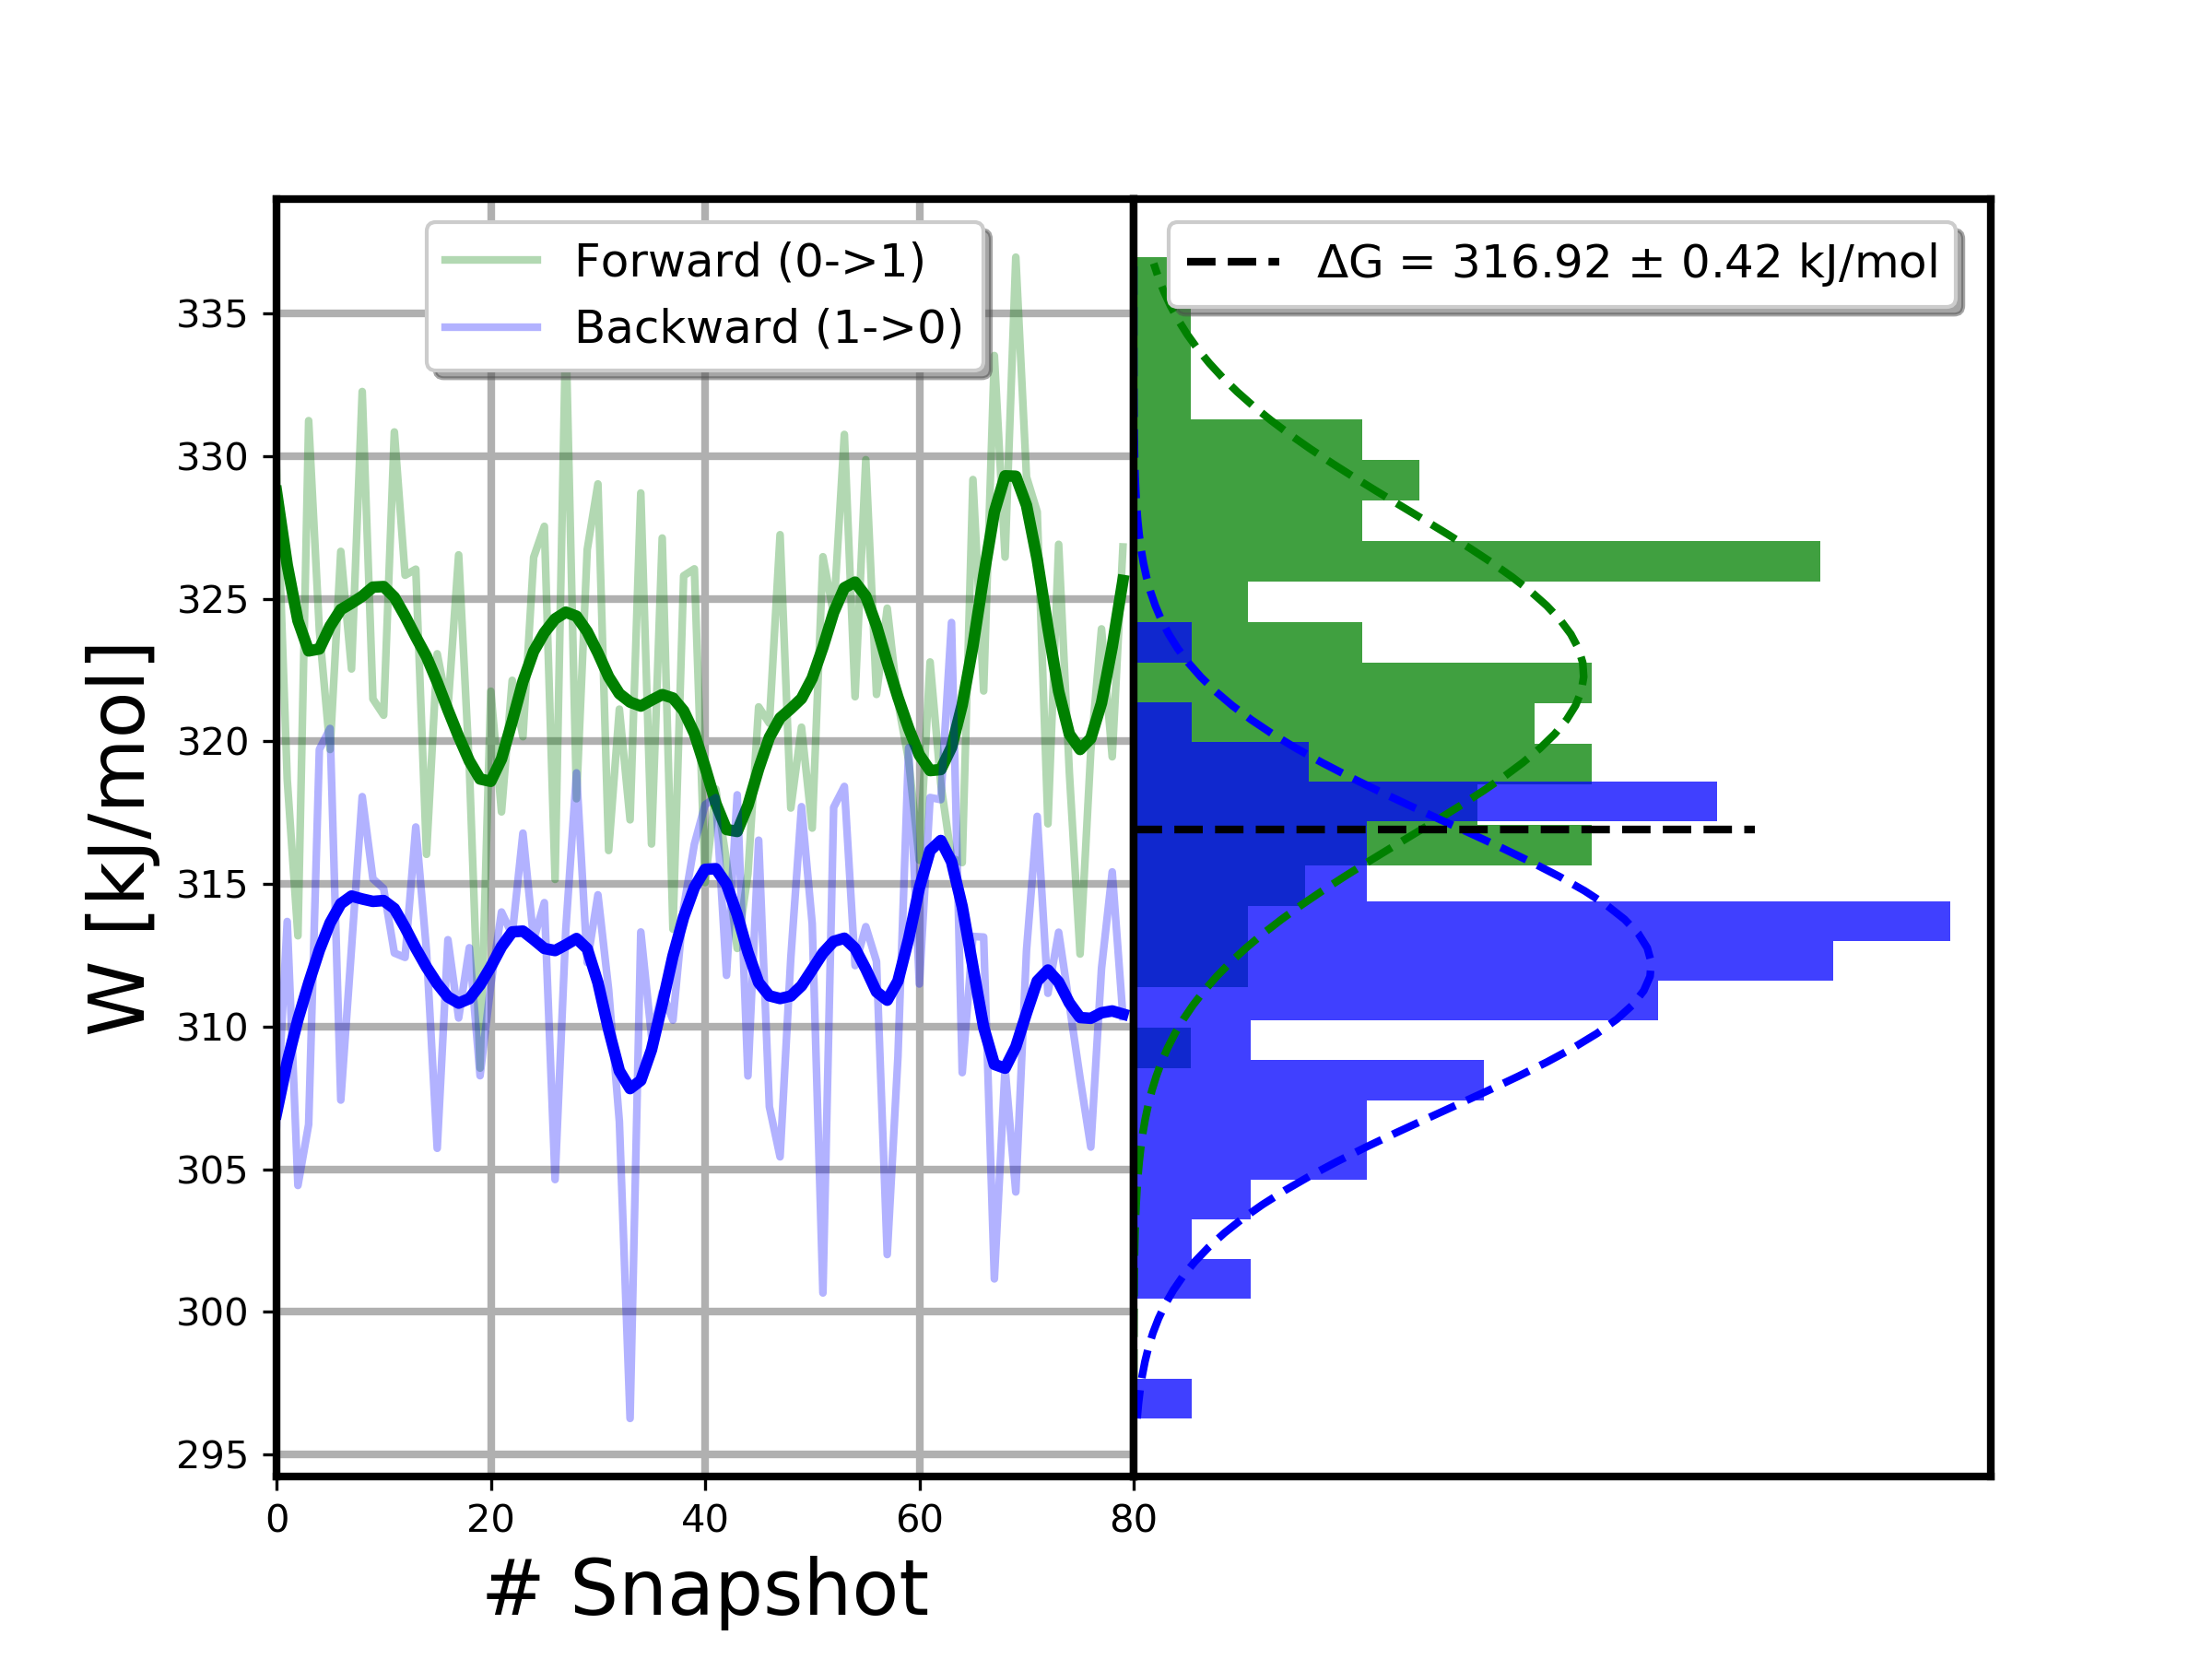 Forward (0->1)
Backward (1->0)
ΔG = 316.92 ± 0.42 kJ/mol
W [kJ/mol]
335
330
325
320
315
310
305
300
295
0 20 40 60 80
# Snapshot